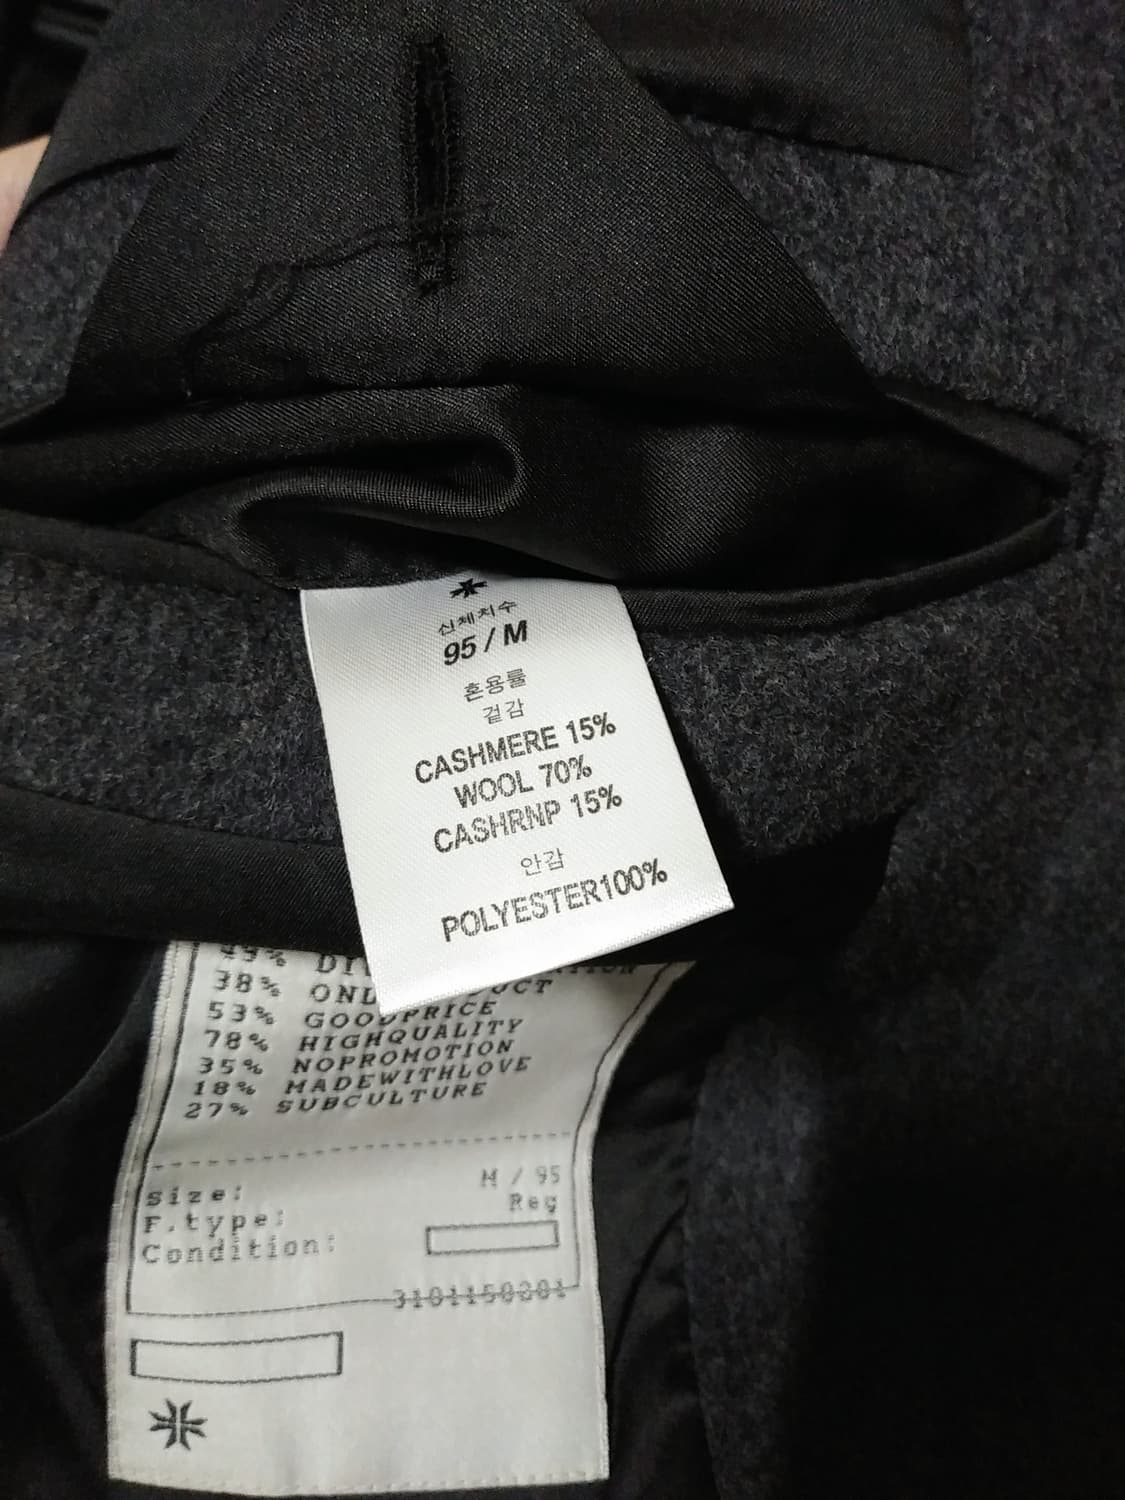 신체치수
95 / M
혼용률
겉감
CASHMERE 15%
WOOL 70%
CASHRNP 15%
안감
POLYESTER100%
38% ONL UCT
53% GOODPRICE
78% HIGHQUALITY
35% NOPROMOTION
18% MADEWITHLOVE
27% SUBCULTURE
Size: M / 95
F.type: Reg
Condition: